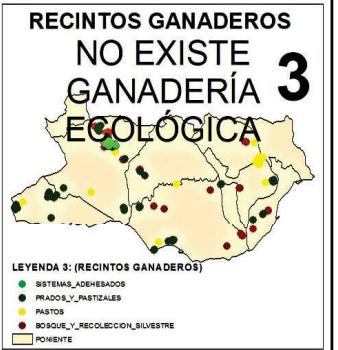 RECINTOS GANADEROS
NO EXISTE
GANADERÍA
ECOLÓGICA
3
LEYENDA 3: (RECINTOS GANADEROS)
SISTEMAS_ADEHESADOS
PRADOS_Y_PASTIZALES
PASTOS
BOSQUE_Y_RECOLECCION_SILVESTRE
PONIENTE